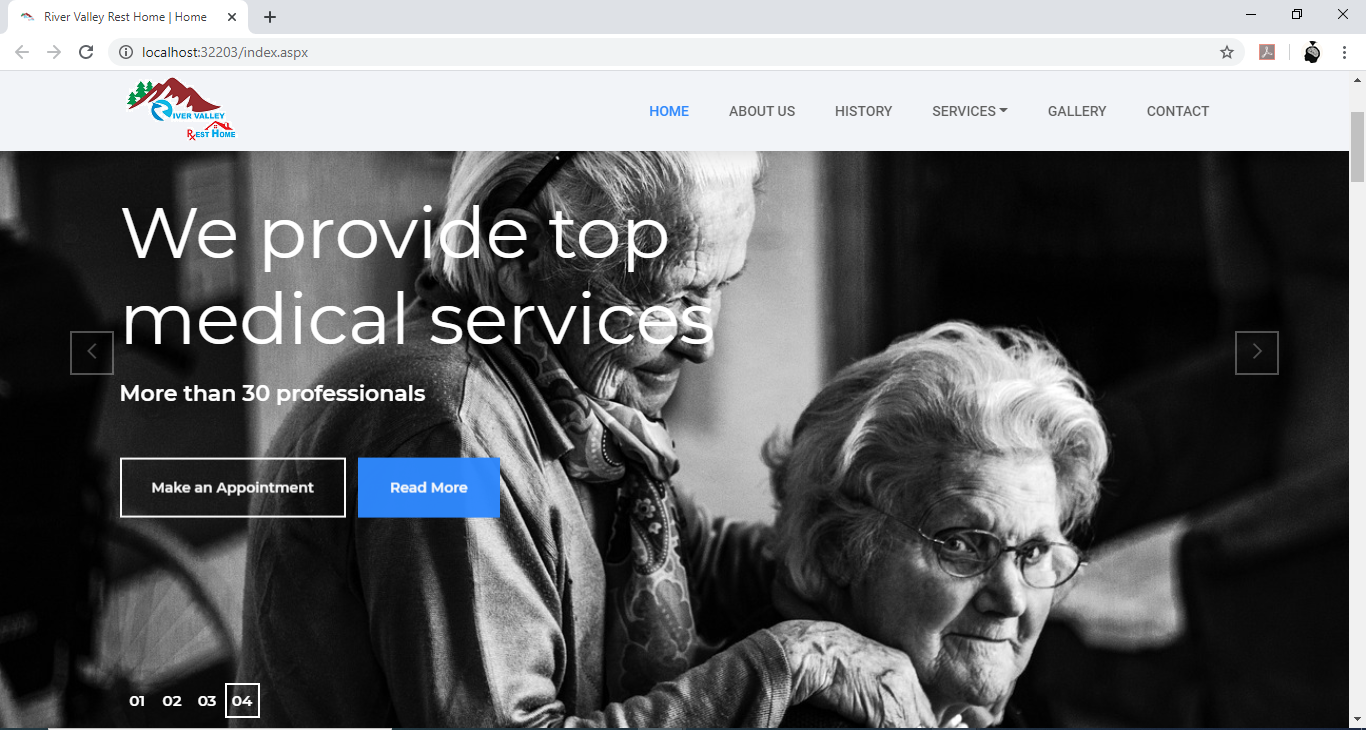 River Valley Rest Home | Home
localhost:32203/index.aspx
RIVER VALLEY
REST HOME
HOME
ABOUT US
HISTORY
SERVICES
GALLERY
CONTACT
We provide top
medical services
More than 30 professionals
Make an Appointment
Read More
01 02 03 04